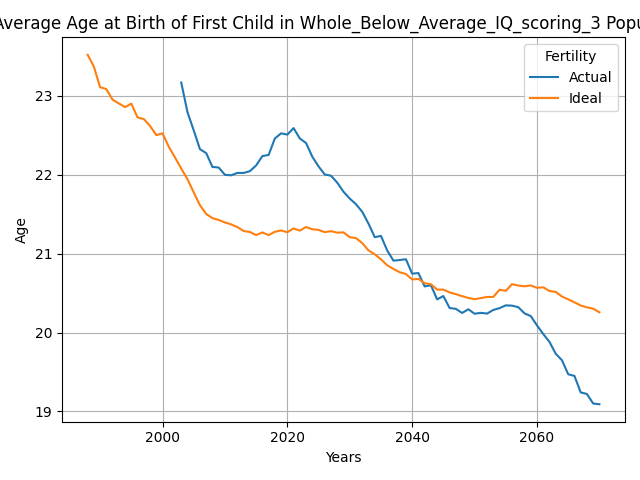 Average Age at Birth of First Child in Whole_Below_Average_IQ_scoring_3 Popu
Fertility
Actual
Ideal
23
22
21
20
19
Age
2000 2020 2040 2060
Years